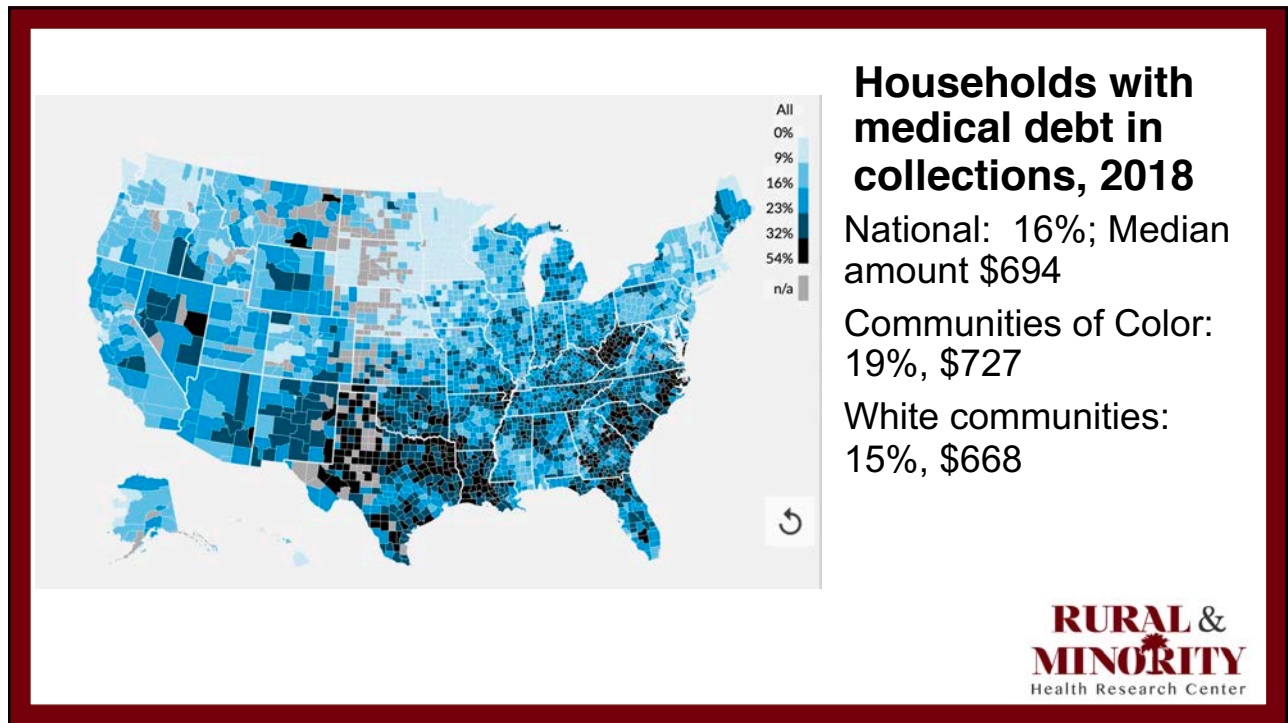 All
0%
9%
16%
23%
32%
54%
n/a
Households with
medical debt in
collections, 2018
National:  16%; Median
amount $694
Communities of Color:
19%, $727
White communities:
15%, $668
RURAL &
MINORITY
Health Research Center